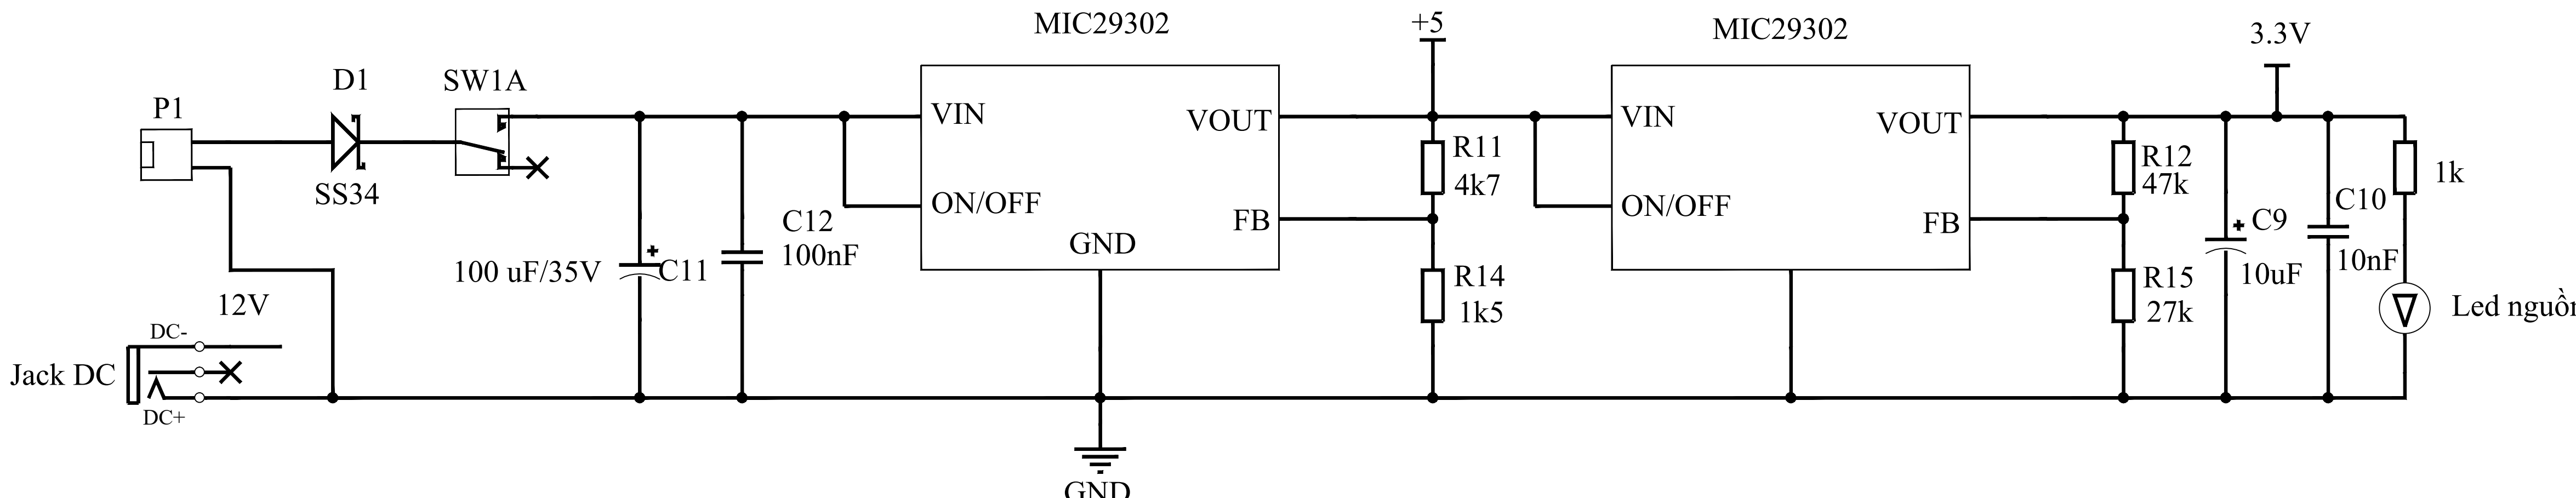 MIC29302
+5
MIC29302
3.3V
D1
SW1A
P1
VIN
VOUT
VIN
VOUT
R11
4k7
R12
47k
1k
SS34
ON/OFF
FB
ON/OFF
FB
C12
100nF
GND
C10
10nF
C9
10uF
100 uF/35V
C11
R14
1k5
R15
27k
12V
Led nguồn
DC-
Jack DC
DC+
GND